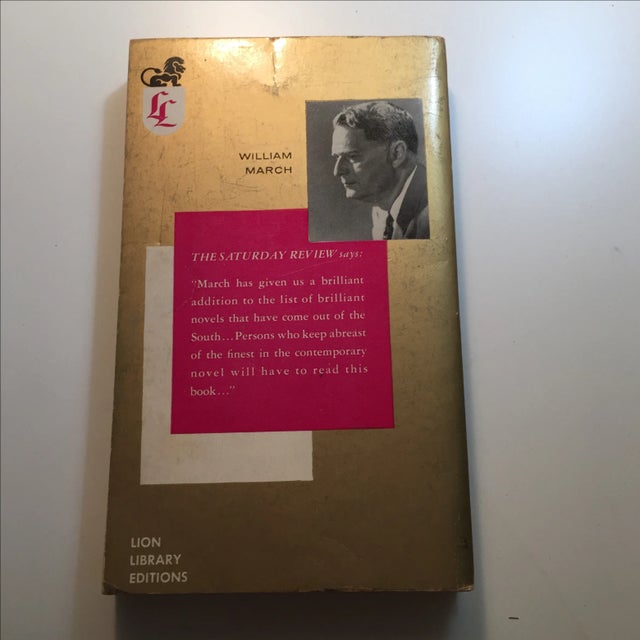 LL
WILLIAM
MARCH
THE SATURDAY REVIEW says:
"March has given us a brilliant
addition to the list of brilliant
novels that have come out of the
South...Persons who keep abreast
of the finest in the contemporary
novel will have to read this
book..."
LION
LIBRARY
EDITIONS